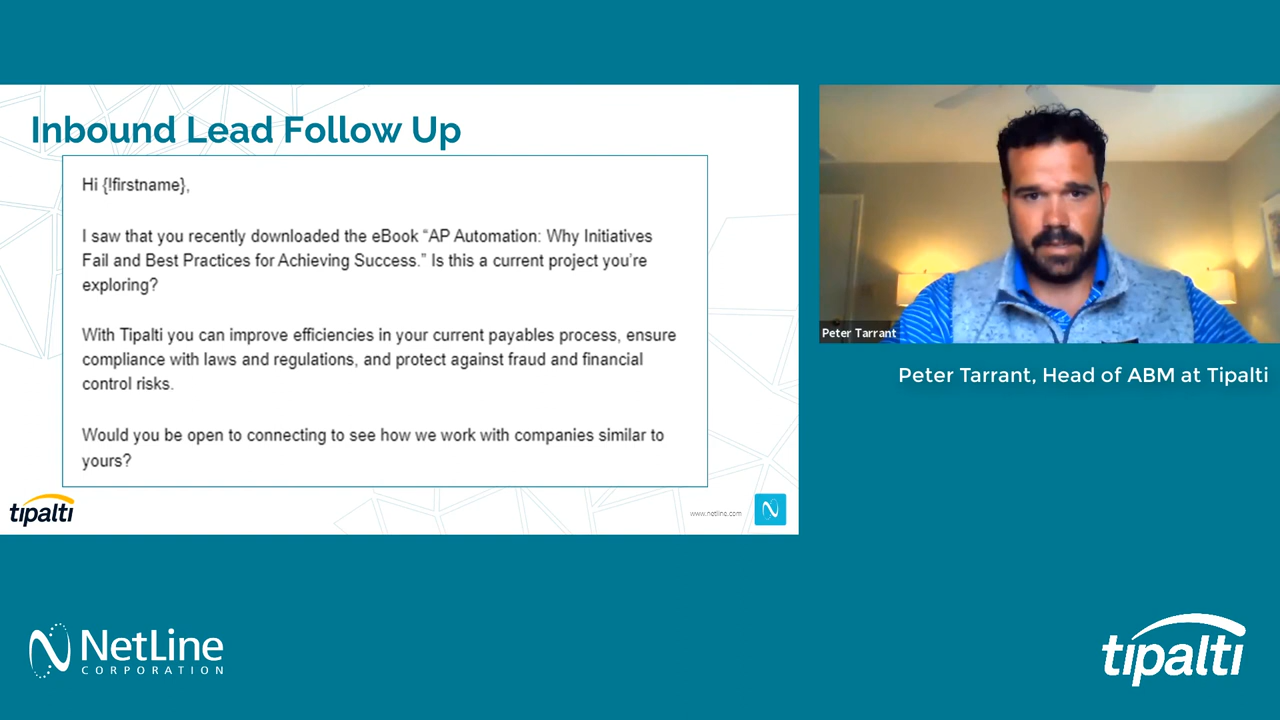 Inbound Lead Follow Up
Hi {!firstname},
I saw that you recently downloaded the eBook “AP Automation: Why Initiatives
Fail and Best Practices for Achieving Success.” Is this a current project you’re
exploring?
With Tipalti you can improve efficiencies in your current payables process, ensure
compliance with laws and regulations, and protect against fraud and financial
control risks.
Would you be open to connecting to see how we work with companies similar to
yours?
tipalti
www.netline.com
Peter Tarrant
Peter Tarrant, Head of ABM at Tipalti
NetLine
CORPORATION
tipalti